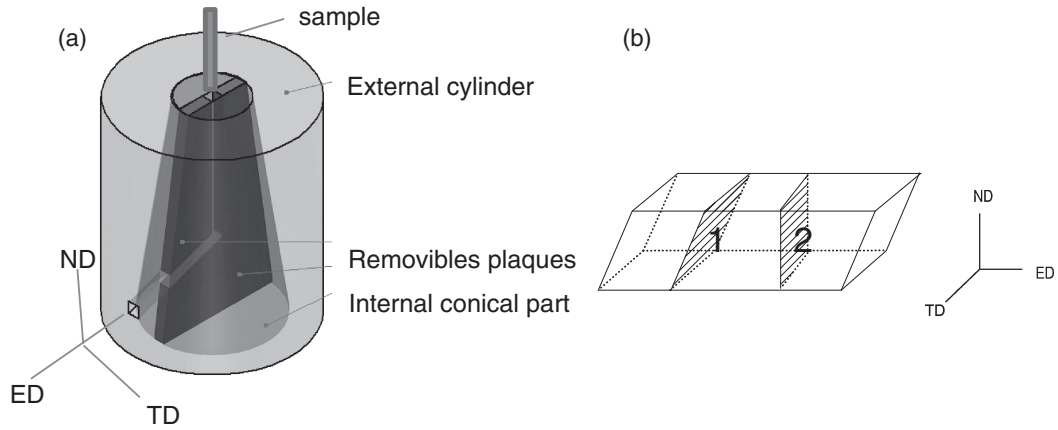 (a)
sample
External cylinder
Removibles plaques
Internal conical part
ND
ED
TD
(b)
1
2
ND
ED
TD